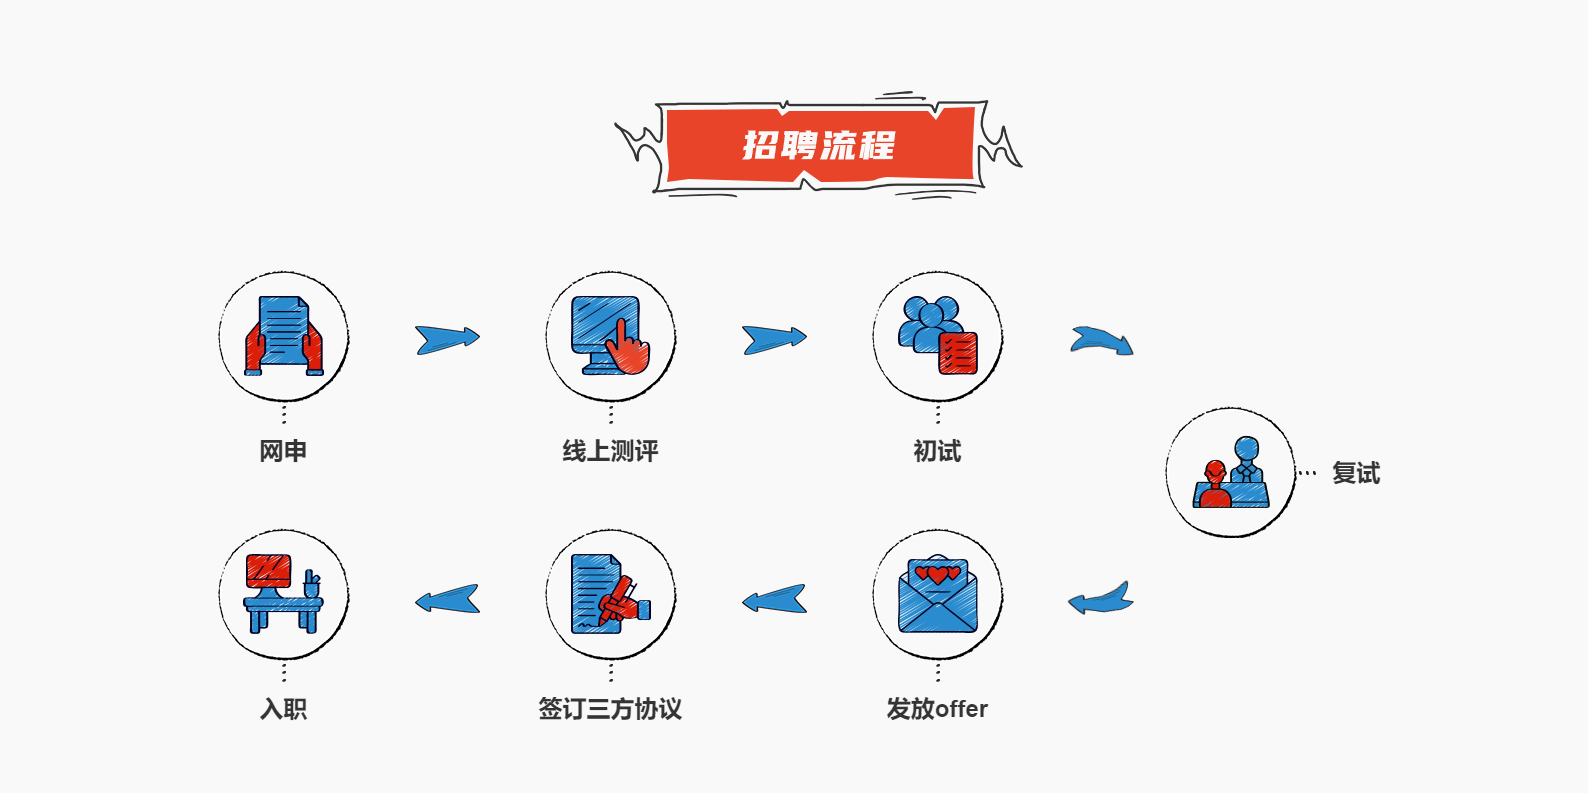 招聘流程
网申
线上测评
初试
复试
发放offer
签订三方协议
入职